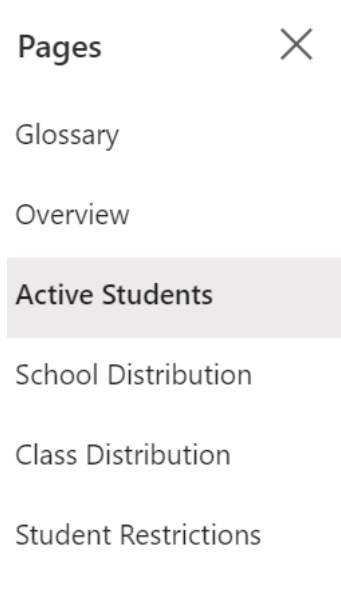 Pages
Glossary
Overview
Active Students
School Distribution
Class Distribution
Student Restrictions